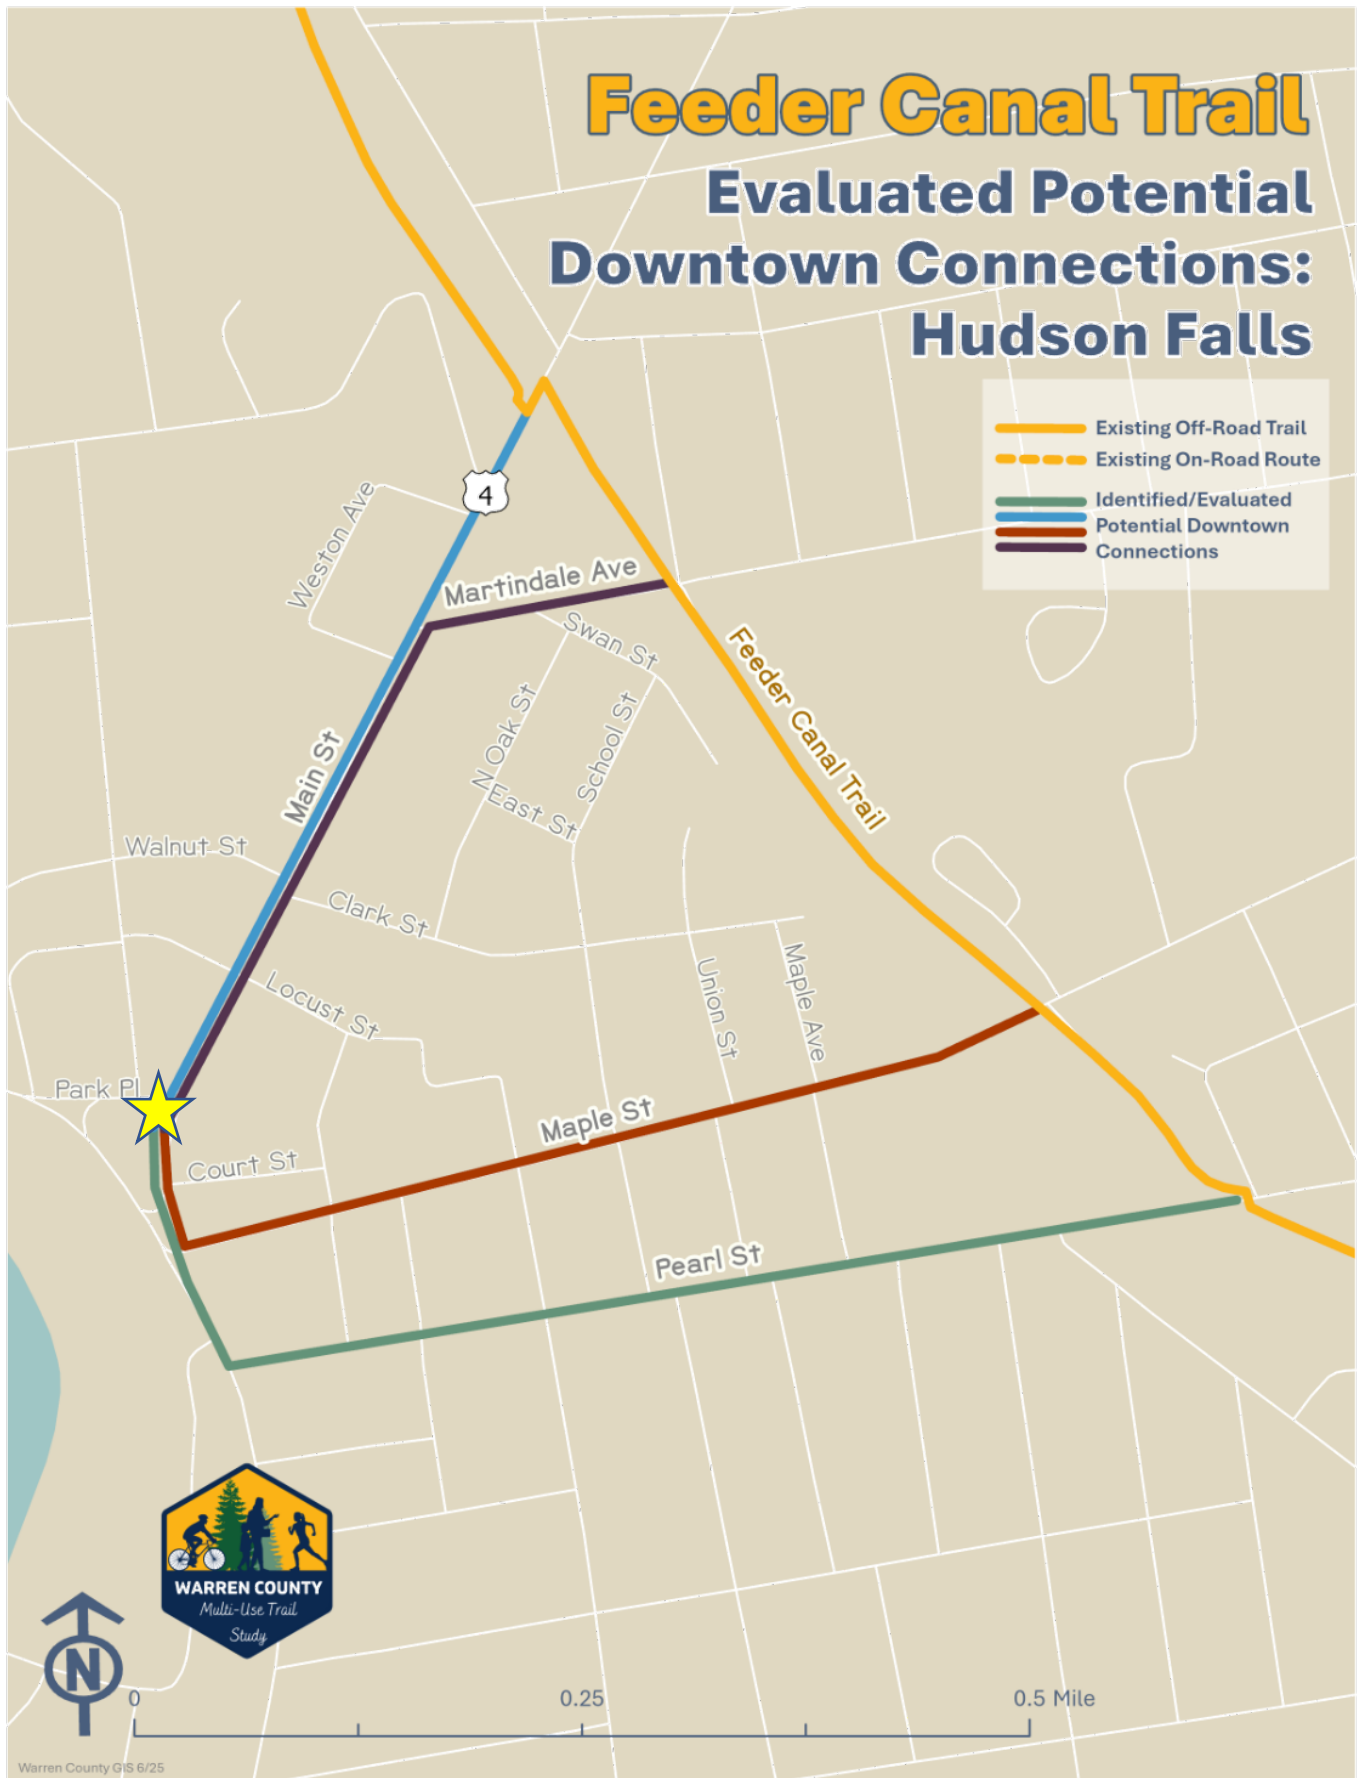 Feeder Canal Trail
Evaluated Potential
Downtown Connections:
Hudson Falls
Existing Off-Road Trail
Existing On-Road Route
Identified/Evaluated
Potential Downtown
Connections
4
Weston Ave
Martindale Ave
Swan St
Feeder Canal Trail
N Oak St
School St
Main St
East St
Walnut St
Clark St
Maple Ave
Union St
Locust St
Park Pl
Maple St
Court St
Pearl St
WARREN COUNTY
Multi-Use Trail
Study
N
0 0.25 0.5 Mile
Warren County GIS 6/25